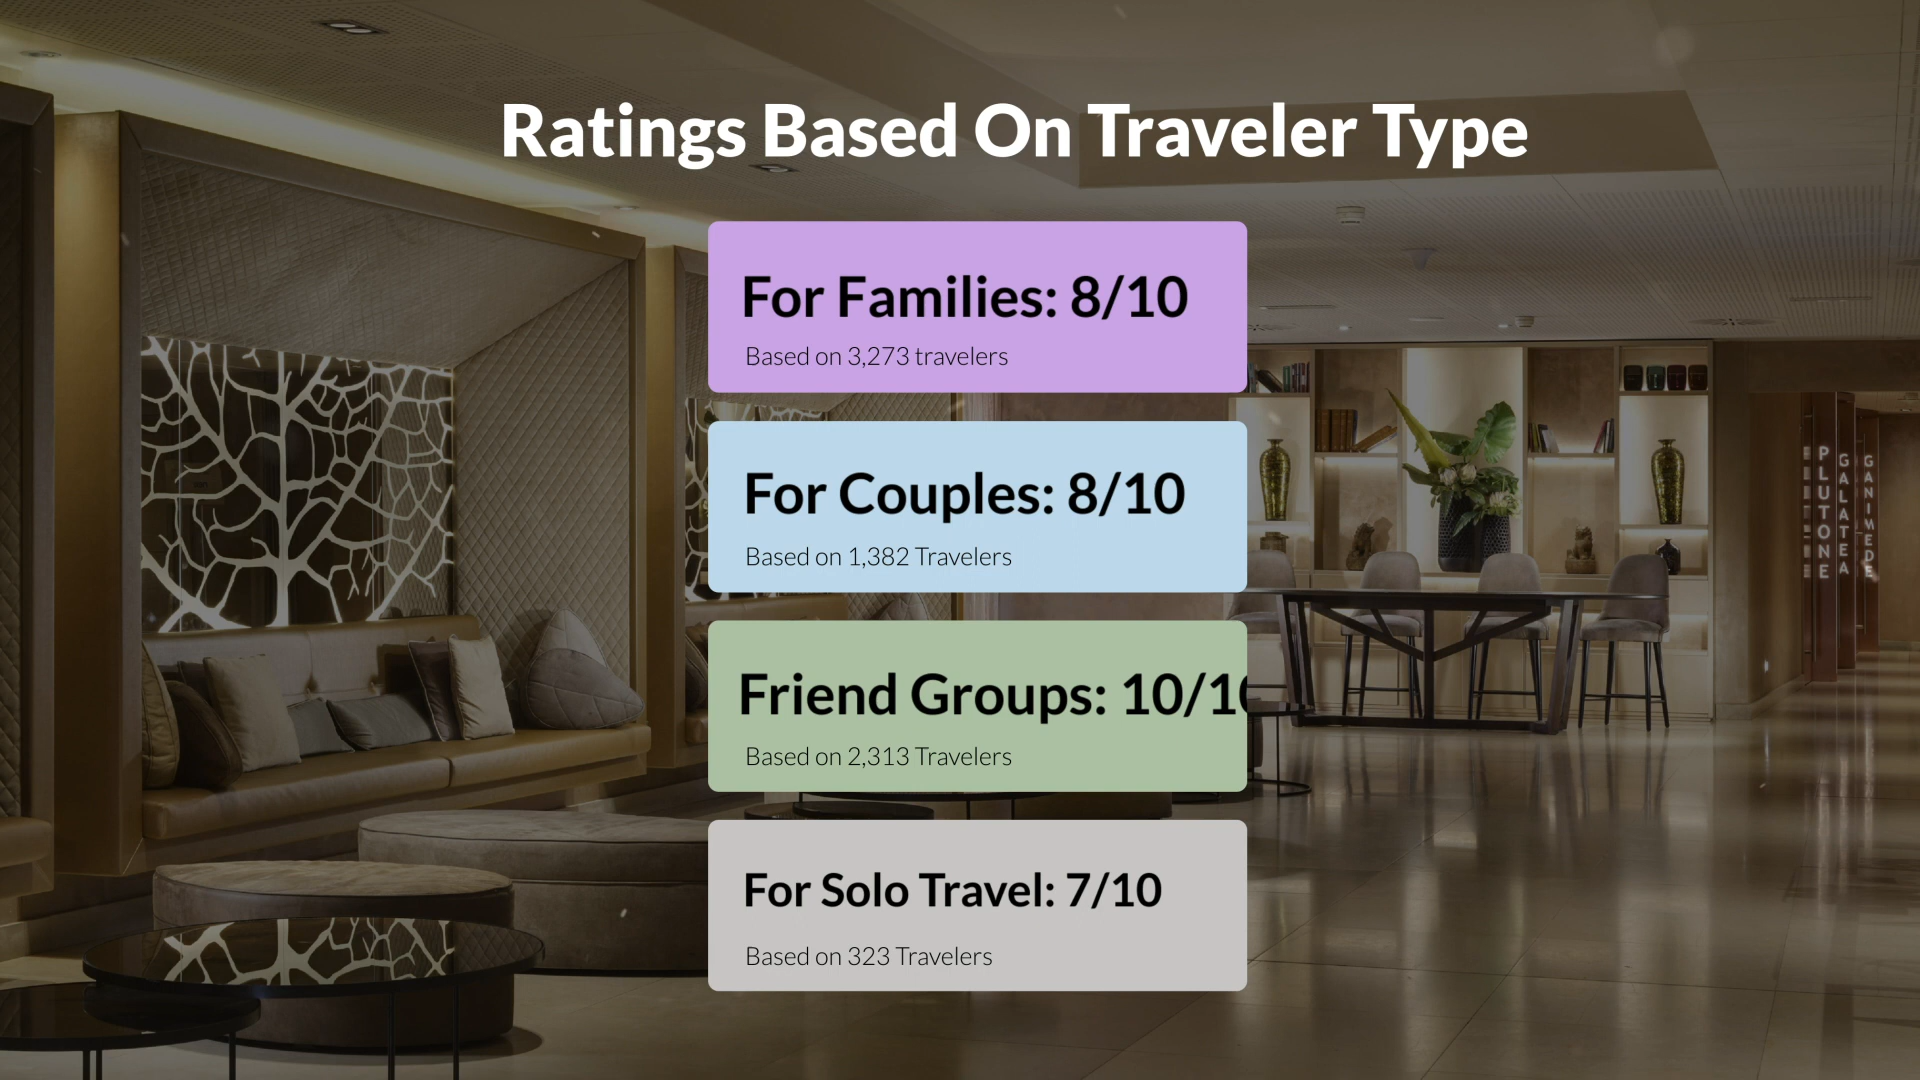 Ratings Based On Traveler Type
For Families: 8/10
Based on 3,273 travelers
For Couples: 8/10
Based on 1,382 Travelers
Friend Groups: 10/10
Based on 2,313 Travelers
For Solo Travel: 7/10
Based on 323 Travelers
PLUTONE
GALATEA
GANIMEDE